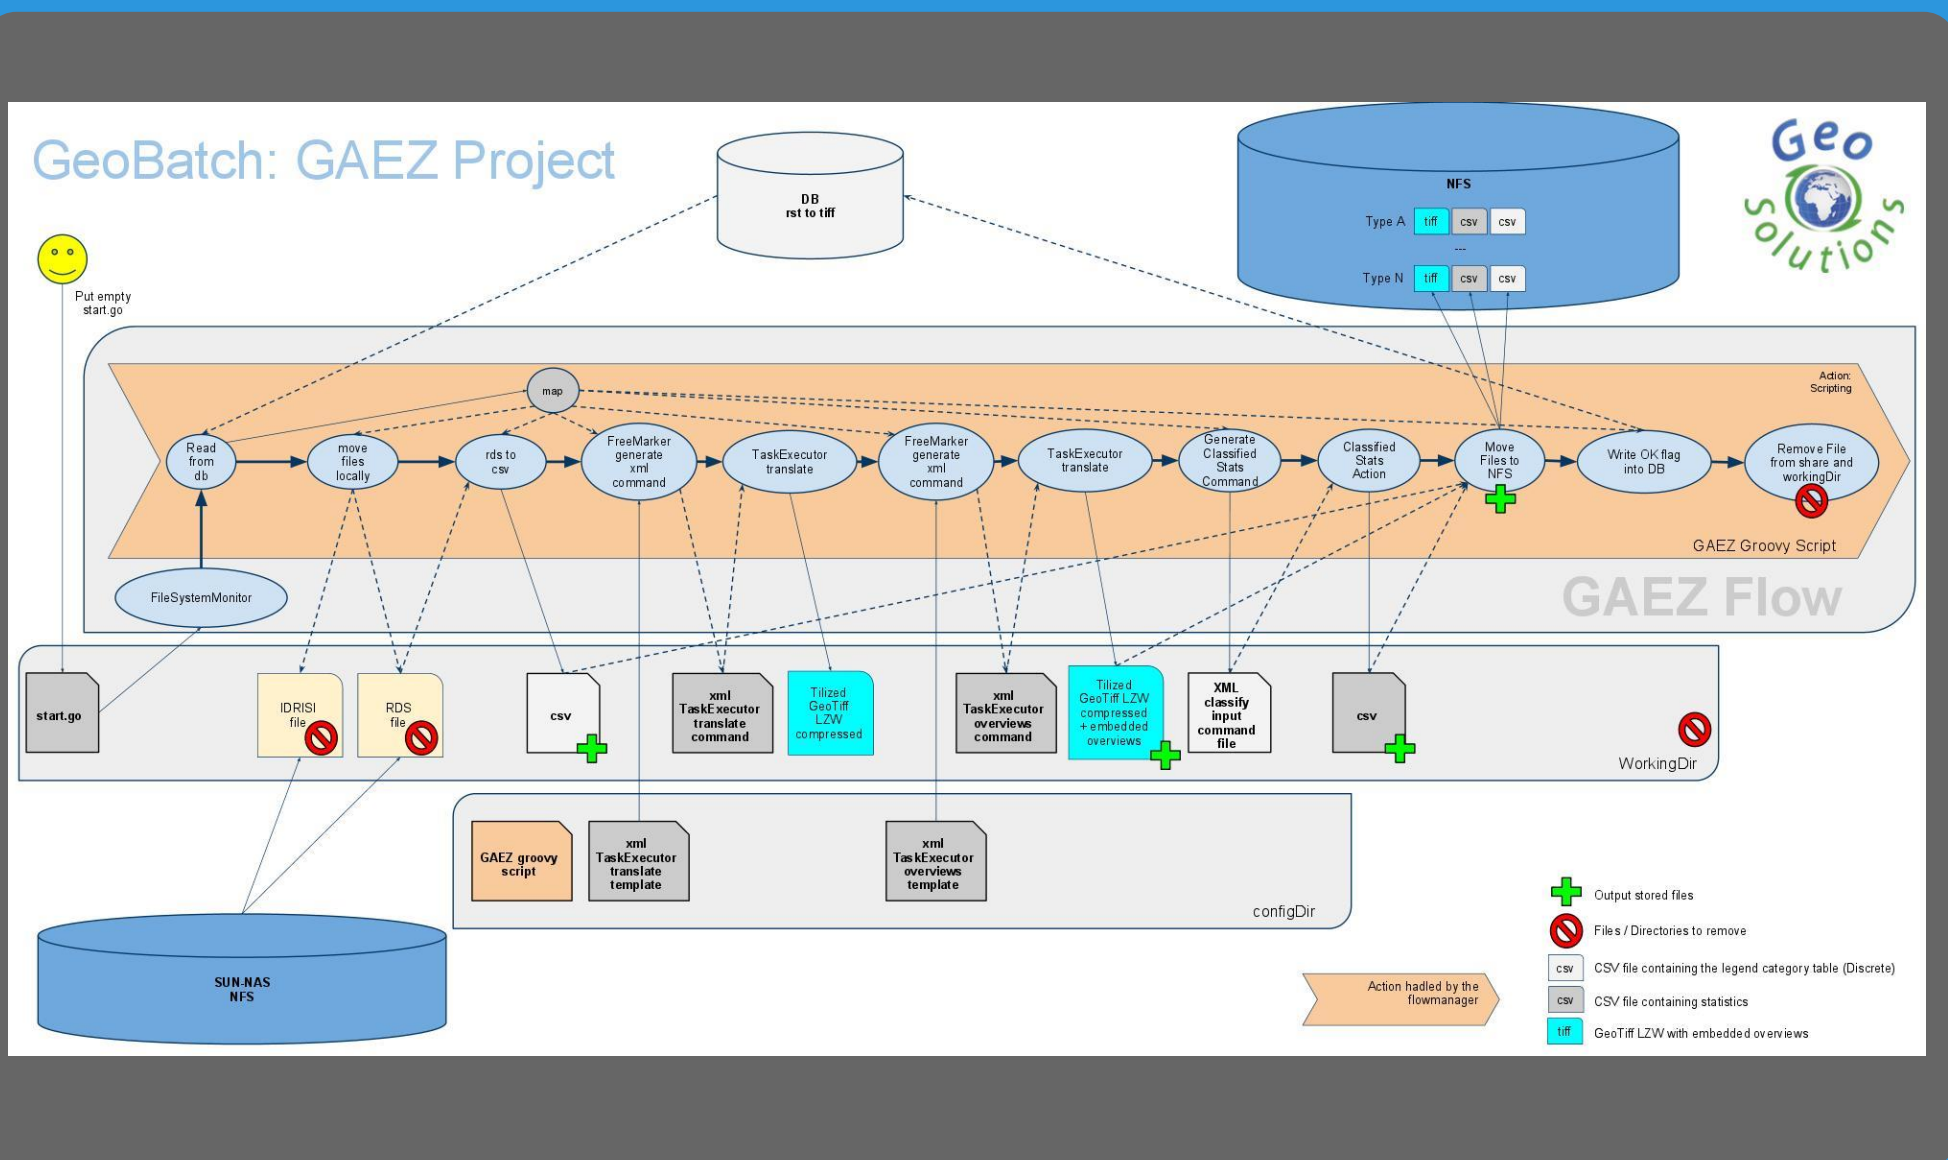 GeoBatch: GAEZ Project
DB
rst to tiff
NFS
Type A
tiff
csv
csv
---
Type N
tiff
csv
csv
Geo
Solutions
Put empty
start.go
Action:
Scripting
map
Read
from
db
move
files
locally
rds to
csv
FreeMarker
generate
xml
command
TaskExecutor
translate
FreeMarker
generate
xml
command
TaskExecutor
translate
Generate
Classified
Stats
Command
Classified
Stats
Action
Move
Files to
NFS
Write OK flag
into DB
Remove File
from share and
workingDir
GAEZ Groovy Script
FileSystemMonitor
GAEZ Flow
start.go
IDRISI
file
RDS
file
csv
xml
TaskExecutor
translate
command
Tilized
GeoTiff
LZW
compressed
xml
TaskExecutor
overviews
command
Tilized
GeoTiff LZW
compressed
+ embedded
overviews
XML
classify
input
command
file
csv
WorkingDir
GAEZ groovy
script
xml
TaskExecutor
translate
template
xml
TaskExecutor
overviews
template
configDir
SUN-NAS
NFS
Action hadled by the
flowmanager
Output stored files
Files / Directories to remove
csv
CSV file containing the legend category table (Discrete)
csv
CSV file containing statistics
tiff
GeoTiff LZW with embedded overviews